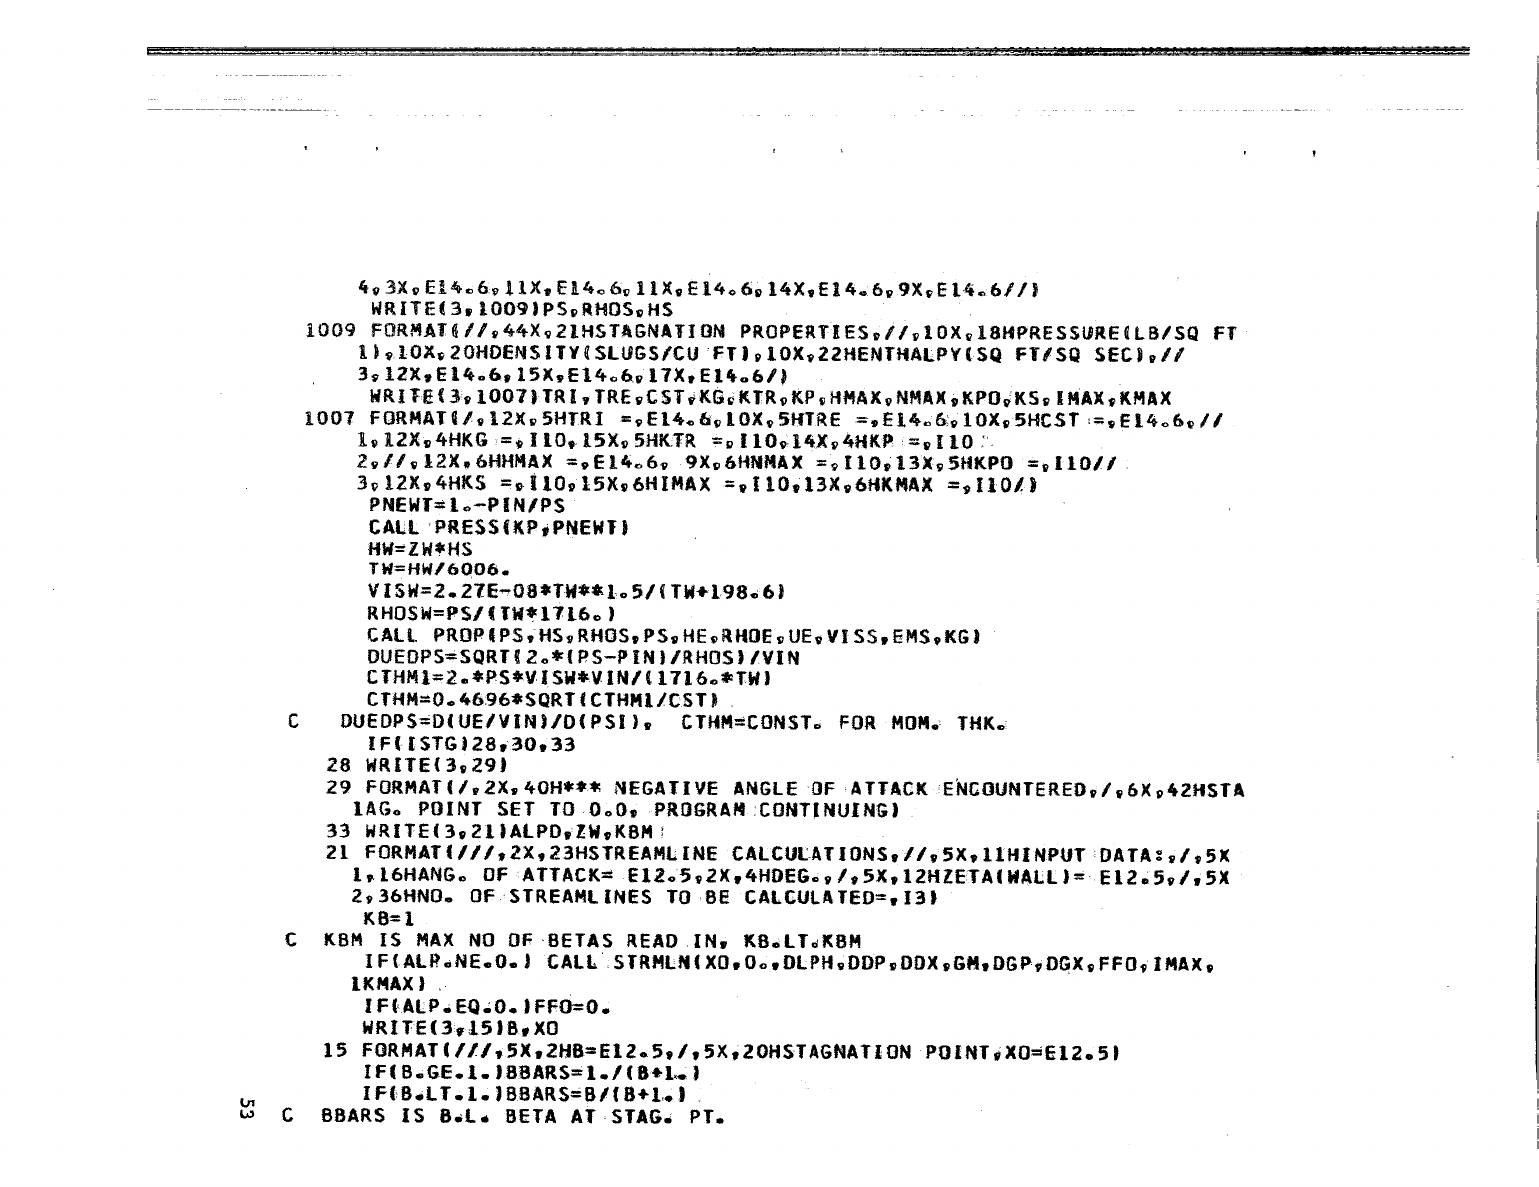 4,3X,E14.6,11X,E14.6,11X,E14.6,14X,E14.6,9X,E14.6//)
WRITE(3,1009)PS,RHOS,HS
1009 FORMAT(//,44X,21HSTAGNATION PROPERTIES,//,10X,18HPRESSURE(LB/SQ FT
1),10X,20HDENSITY(SLUGS/CU FT),10X,22HENTHALPY(SQ FT/SQ SEC),//
3,12X,E14.6,15X,E14.6,17X,E14.6/)
WRITE(3,1007)TRI,TRE,CST,KG,KTR,KP,HMAX,NMAX,KPO,KS,IMAX,KMAX
1007 FORMAT(/,12X,5HTRI =,E14.6,10X,5HTRE =,E14.6,10X,5HCST =,E14.6,//
1,12X,4HKG =,I10,15X,5HKTR =,I10,14X,4HKP =,I10
2,//,12X,6HHMAX =,E14.6, 9X,6HNMAX =,I10,13X,5HKPO =,I10//
3,12X,4HKS =,I10,15X,6HIMAX =,I10,13X,6HKMAX =,I10/)
PNEWT=1.-PIN/PS
CALL PRESS(KP,PNEWT)
HW=ZW*HS
TW=HW/6006.
VISW=2.27E-08*TW**1.5/(TW+198.6)
RHOSW=PS/(TW*1716.)
CALL PROP(PS,HS,RHOS,PS,HE,RHOE,UE,VISS,EMS,KG)
DUEDPS=SQRT(2.*(PS-PIN)/RHOS)/VIN
CTHM1=2.*PS*VISW*VIN/(1716.*TW)
CTHM=0.4696*SQRT(CTHM1/CST)
C DUEDPS=D(UE/VIN)/D(PSI), CTHM=CONST. FOR MOM. THK.
IF(ISTG)28,30,33
28 WRITE(3,29)
29 FORMAT(/,2X,40H*** NEGATIVE ANGLE OF ATTACK ENCOUNTERED,/,6X,42HSTA
1AG. POINT SET TO 0.0, PROGRAM CONTINUING)
33 WRITE(3,21)ALPD,ZW,KBM
21 FORMAT(///,2X,23HSTREAMLINE CALCULATIONS,//,5X,11HINPUT DATA:,/,5X
1,16HANG. OF ATTACK= E12.5,2X,4HDEG.,/,5X,12HZETA(WALL)= E12.5,/,5X
2,36HNO. OF STREAMLINES TO BE CALCULATED=,I3)
KB=1
C KBM IS MAX NO OF BETAS READ IN, KB.LT.KBM
IF(ALP.NE.0.) CALL STRMLN(XO,0.,DLPH,DDP,DDX,GM,DGP,DGX,FFO,IMAX,
1KMAX)
IF(ALP.EQ.0.)FFO=0.
WRITE(3,15)B,XO
15 FORMAT(///,5X,2HB=E12.5,/,5X,20HSTAGNATION POINT,XO=E12.5)
IF(B.GE.1.)BBARS=1./(B+1.)
IF(B.LT.1.)BBARS=B/(B+1.)
C BBARS IS B.L. BETA AT STAG. PT.
53